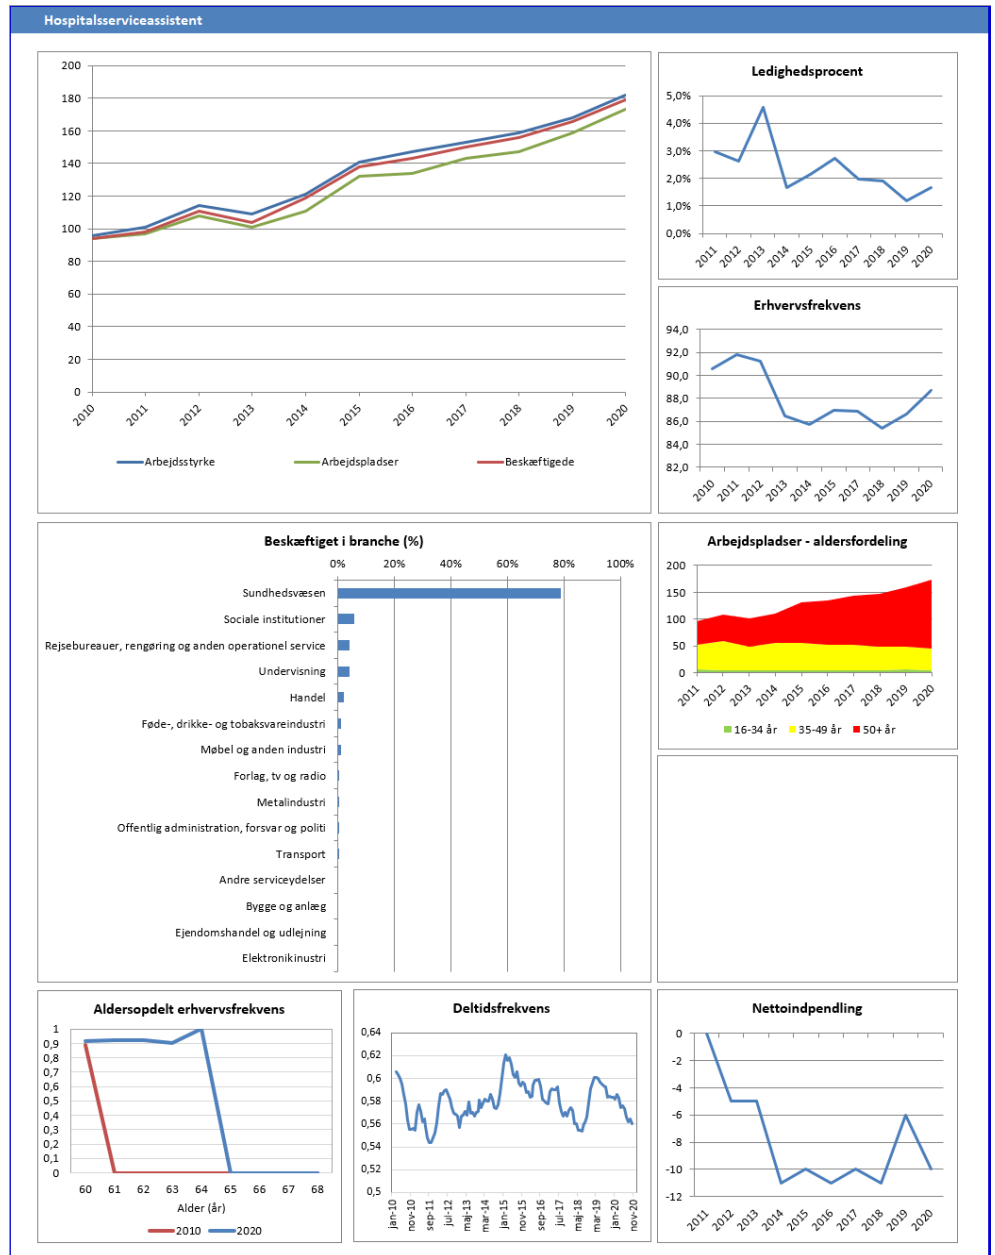 Hospitalsserviceassistent
200
180
160
140
120
100
80
60
40
20
0
2010 2011 2012 2013 2014 2015 2016 2017 2018 2019 2020
Arbejdsstyrke Arbejdspladser Beskæftigede
Ledighedsprocent
5,0%
4,0%
3,0%
2,0%
1,0%
0,0%
2011 2012 2013 2014 2015 2016 2017 2018 2019 2020
Erhvervsfrekvens
94,0
92,0
90,0
88,0
86,0
84,0
82,0
2010 2011 2012 2013 2014 2015 2017 2018 2019 2020
Beskæftiget i branche (%)
0% 20% 40% 60% 80% 100%
Sundhedsvæsen
Sociale institutioner
Rejsebureauer, rengøring og anden operationel service
Undervisning
Handel
Føde-, drikke- og tobaksvareindustri
Møbel og anden industri
Forlag, tv og radio
Metalindustri
Offentlig administration, forsvar og politi
Transport
Andre serviceydelser
Bygge og anlæg
Ejendomshandel og udlejning
Elektronikinustri
Arbejdspladser - aldersfordeling
200
150
100
50
0
2011 2012 2013 2014 2015 2016 2017 2018 2019 2020
16-34 år 35-49 år 50+ år
Aldersopdelt erhvervsfrekvens
1
0,9
0,8
0,7
0,6
0,5
0,4
0,3
0,2
0,1
0
60 61 62 63 64 65 66 67 68
Alder (år)
2010 2020
Deltidsfrekvens
0,64
0,62
0,6
0,58
0,56
0,54
0,52
0,5
jan-10 nov-10 sep-11 jul-12 maj-13 mar-14 jan-15 nov-15 sep-16 jul-17 maj-18 mar-19 jan-20 nov-20
Nettoindpendling
0
-2
-4
-6
-8
-10
-12
2011 2012 2013 2014 2015 2016 2017 2018 2019 2020